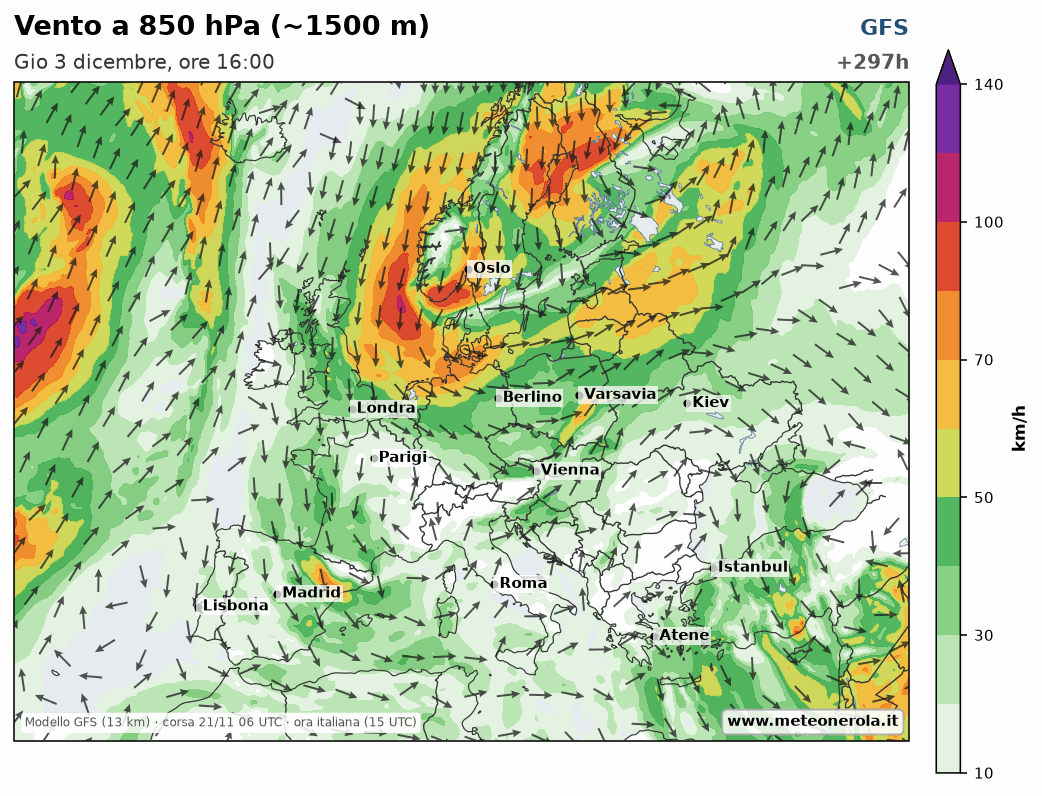 Vento a 850 hPa (~1500 m)
GFS
Gio 3 dicembre, ore 16:00
+297h
140
100
70
50
30
10
km/h
Oslo
Berlino
Varsavia
Kiev
Londra
Parigi
Vienna
Istanbul
Roma
Madrid
Lisbona
Atene
Modello GFS (13 km) · corsa 21/11 06 UTC · ora italiana (15 UTC)
www.meteonerola.it